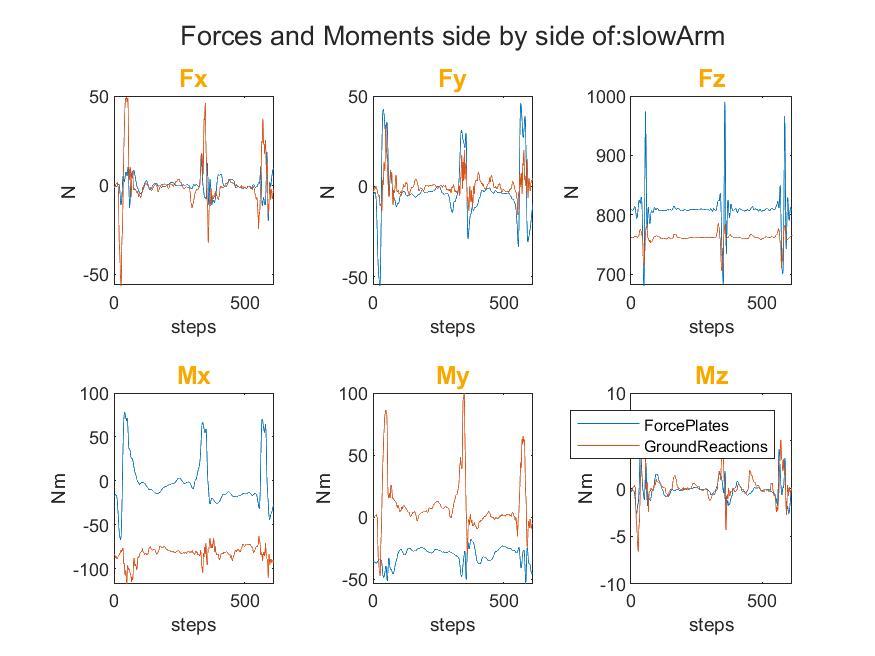 Forces and Moments side by side of:slowArm
Fx
Fy
Fz
50
0
-50
N
0
500
steps
50
0
-50
N
0
500
steps
1000
900
800
700
N
0
500
steps
Mx
My
Mz
100
50
0
-50
-100
Nm
0
500
steps
100
50
0
-50
Nm
0
500
steps
10
ForcePlates
GroundReactions
0
-5
-10
Nm
0
500
steps